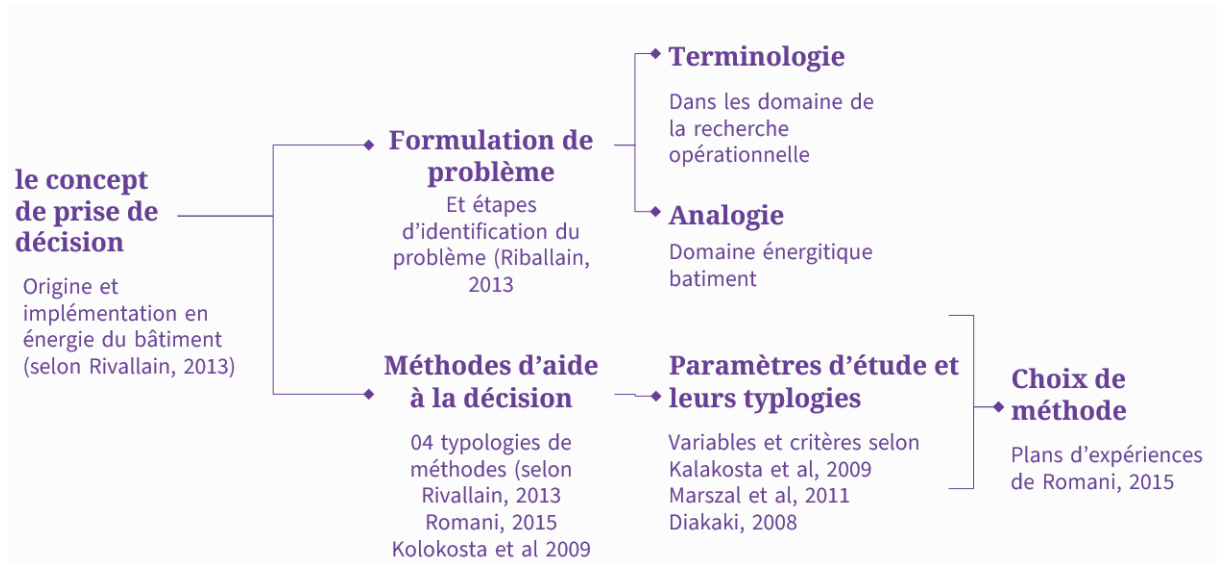 le concept
de prise de
décision
Origine et
implémentation en
énergie du bâtiment
(selon Rivallain, 2013)
Formulation de
problème
Et étapes
d’identification du
problème (Riballain,
2013
Terminologie
Dans les domaine de
la recherche
opérationnelle
Analogie
Domaine énergitique
batiment
Méthodes d’aide
à la décision
04 typologies de
méthodes (selon
Rivallain, 2013
Romani, 2015
Kolokosta et al 2009
Paramètres d’étude et
leurs typlogies
Variables et critères selon
Kalakosta et al, 2009
Marszal et al, 2011
Diakaki, 2008
Choix de
méthode
Plans d’expériences
de Romani, 2015